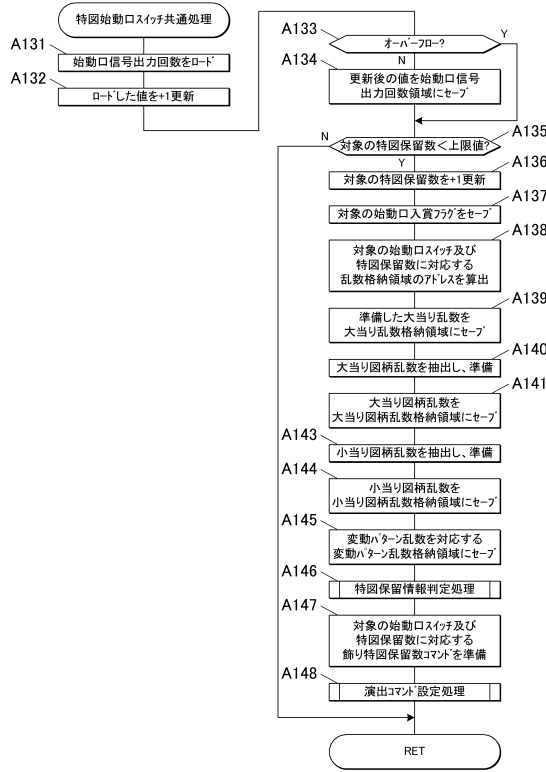 特図始動口スイッチ共通処理
A131
始動口信号出力回数をロード
A132
ロードした値を+1更新
A133
オーバーフロー?
Y
N
A134
更新後の値を始動口信号
出力回数領域にセーブ
A135
対象の特図保留数<上限値?
N
Y
A136
対象の特図保留数を+1更新
A137
対象の始動口入賞フラグをセーブ
A138
対象の始動口スイッチ及び
特図保留数に対応する
乱数格納領域のアドレスを算出
A139
準備した大当り乱数を
大当り乱数格納領域にセーブ
A140
大当り図柄乱数を抽出し、準備
A141
大当り図柄乱数を
大当り図柄乱数格納領域にセーブ
A143
小当り図柄乱数を抽出し、準備
A144
小当り図柄乱数を
小当り図柄乱数格納領域にセーブ
A145
変動パターン乱数を対応する
変動パターン乱数格納領域にセーブ
A146
特図保留情報判定処理
A147
対象の始動口スイッチ及び
特図保留数に対応する
飾り特図保留数コマンドを準備
A148
演出コマンド設定処理
RET